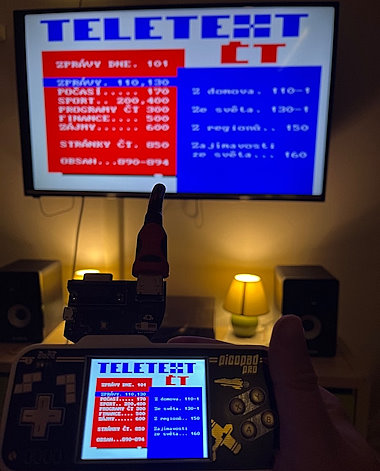 TELETEXT
ČT
ZPRÁVY DNE. 101
ZPRÁVY. 110,130
POČASÍ..... 170
SPORT.. 200,400
PROGRAMY ČT 300
FINANCE.... 500
ZÁJMY...... 600
STRÁNKY ČT. 850
OBSAH...890-894
Z domova. 110-1
Ze světa. 130-1
Z regionů.. 150
Zajímavosti
ze světa... 160
TELETEXT
ČT
ZPRÁVY DNE. 101
ZPRÁVY. 110,130
POČASÍ..... 170
SPORT.. 200,400
PROGRAMY ČT 300
FINANCE.... 500
ZÁJMY...... 600
STRÁNKY ČT. 850
OBSAH...890-894
Z domova. 110-1
Ze světa. 130-1
Z regionů.. 150
Zajímavosti
ze světa... 160
picopad
pro